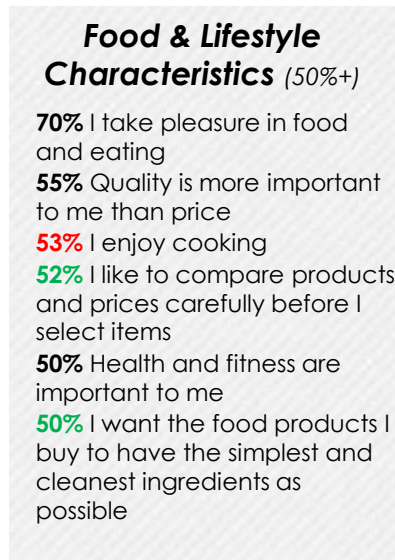 Food & Lifestyle
Characteristics (50%+)
70% I take pleasure in food
and eating
55% Quality is more important
to me than price
53% I enjoy cooking
52% I like to compare products
and prices carefully before I
select items
50% Health and fitness are
important to me
50% I want the food products I
buy to have the simplest and
cleanest ingredients as
possible